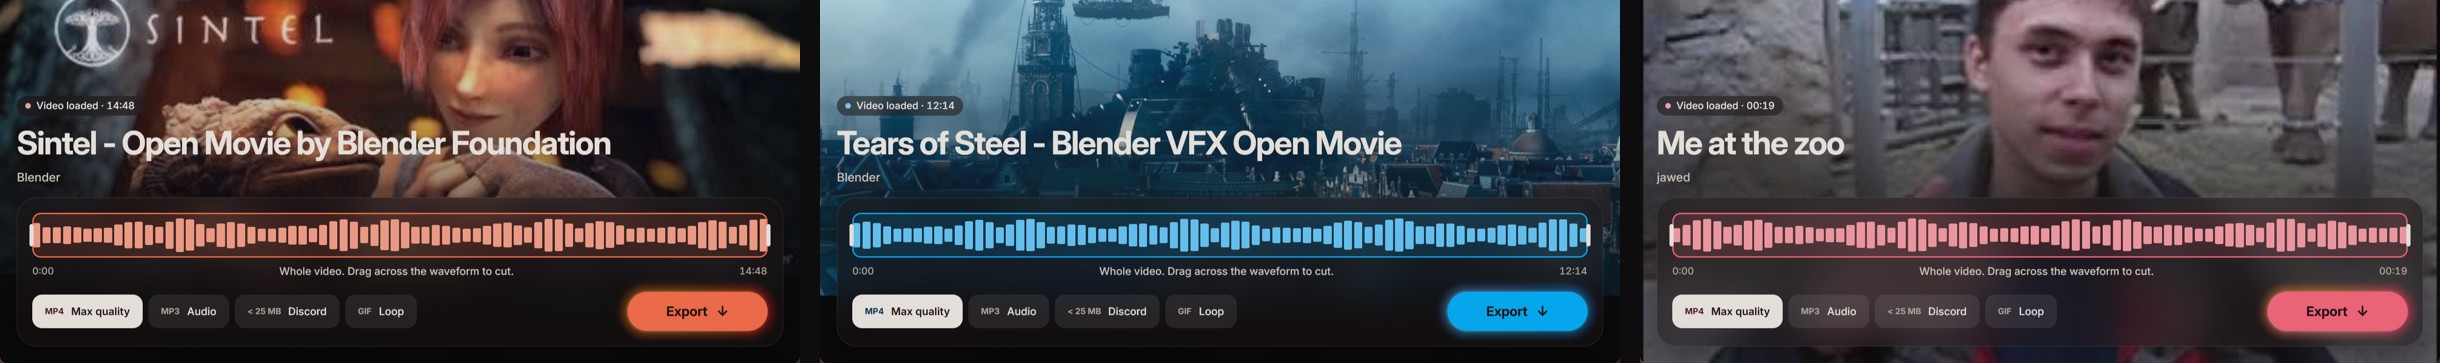 SINTEL
Video loaded · 14:48
Sintel - Open Movie by Blender Foundation
Blender
0:00 Whole video. Drag across the waveform to cut. 14:48
MP4 Max quality MP3 Audio < 25 MB Discord GIF Loop Export ↓
Video loaded · 12:14
Tears of Steel - Blender VFX Open Movie
Blender
0:00 Whole video. Drag across the waveform to cut. 12:14
MP4 Max quality MP3 Audio < 25 MB Discord GIF Loop Export ↓
Video loaded · 00:19
Me at the zoo
jawed
0:00 Whole video. Drag across the waveform to cut. 00:19
MP4 Max quality MP3 Audio < 25 MB Discord GIF Loop Export ↓